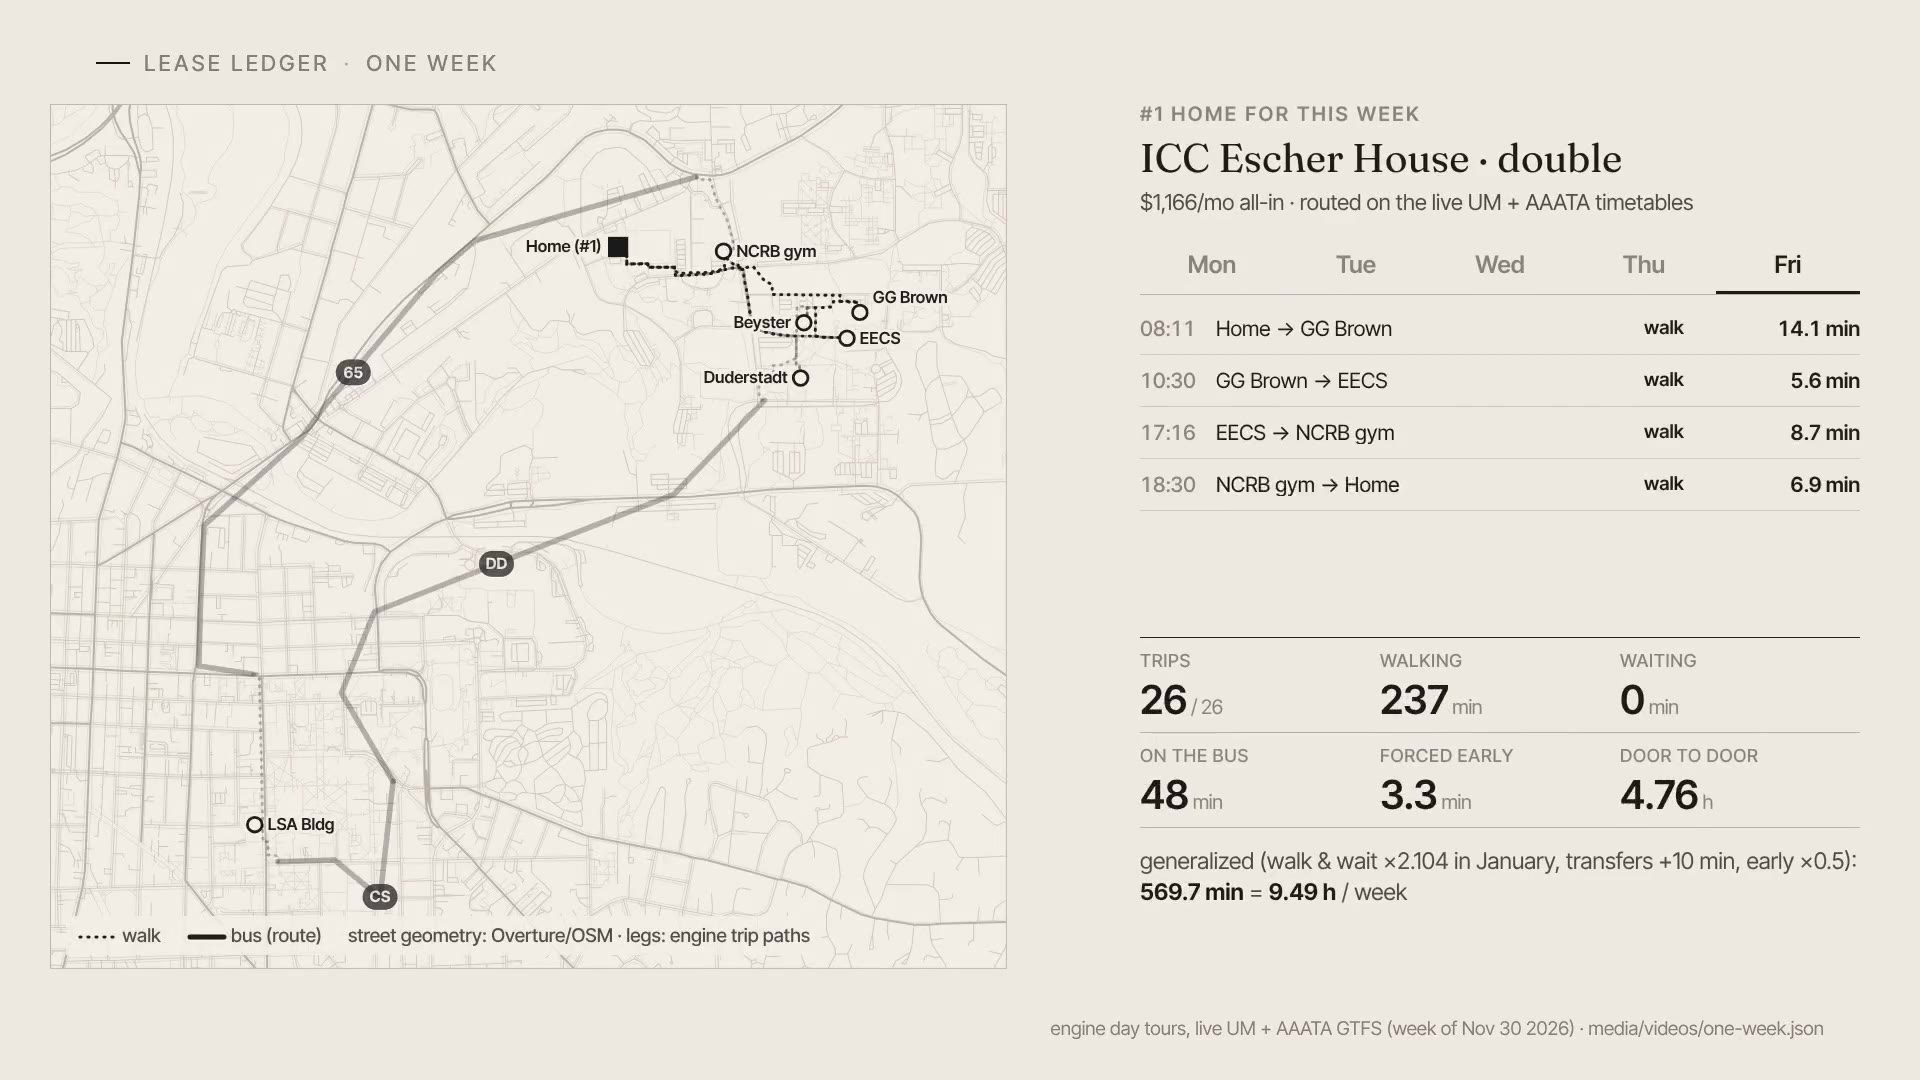 — LEASE LEDGER · ONE WEEK
Home (#1)
NCRB gym
GG Brown
Beyster
EECS
Duderstadt
65
DD
LSA Bldg
CS
walk
bus (route)
street geometry: Overture/OSM · legs: engine trip paths
#1 HOME FOR THIS WEEK
ICC Escher House · double
$1,166/mo all-in · routed on the live UM + AAATA timetables
Mon Tue Wed Thu Fri
08:11 Home → GG Brown walk 14.1 min
10:30 GG Brown → EECS walk 5.6 min
17:16 EECS → NCRB gym walk 8.7 min
18:30 NCRB gym → Home walk 6.9 min
TRIPS WALKING WAITING
26 / 26 237 min 0 min
ON THE BUS FORCED EARLY DOOR TO DOOR
48 min 3.3 min 4.76 h
generalized (walk & wait ×2.104 in January, transfers +10 min, early ×0.5):
569.7 min = 9.49 h / week
engine day tours, live UM + AAATA GTFS (week of Nov 30 2026) · media/videos/one-week.json